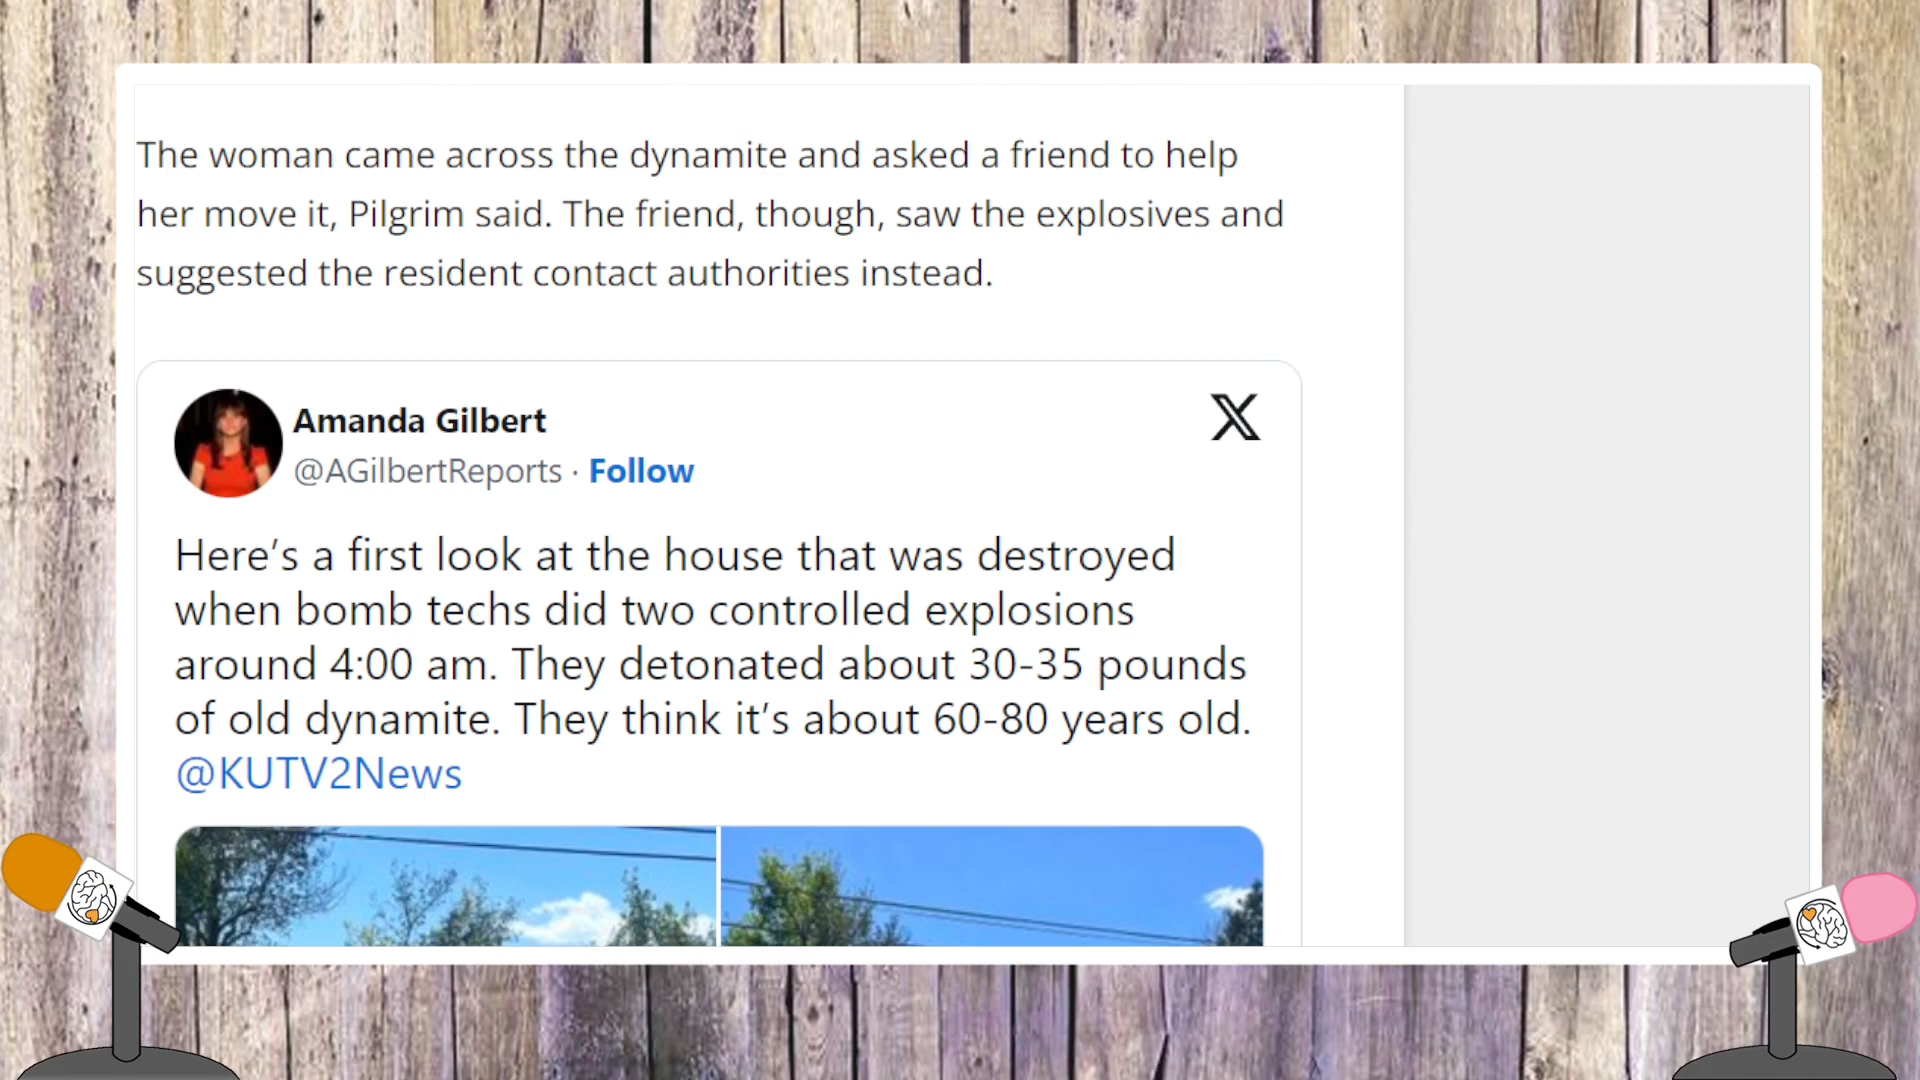 The woman came across the dynamite and asked a friend to help
her move it, Pilgrim said. The friend, though, saw the explosives and
suggested the resident contact authorities instead.
Amanda Gilbert
@AGilbertReports · Follow
Here’s a first look at the house that was destroyed
when bomb techs did two controlled explosions
around 4:00 am. They detonated about 30-35 pounds
of old dynamite. They think it’s about 60-80 years old.
@KUTV2News